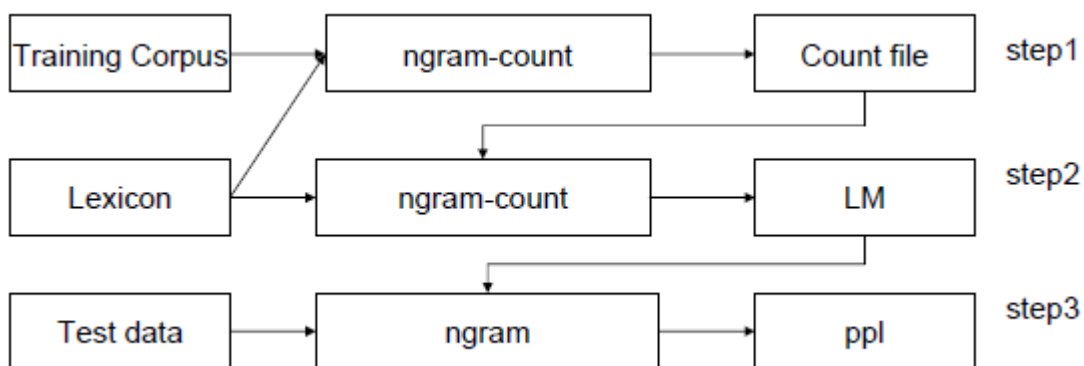 Training Corpus
ngram-count
Count file
step1
Lexicon
ngram-count
LM
step2
Test data
ngram
ppl
step3